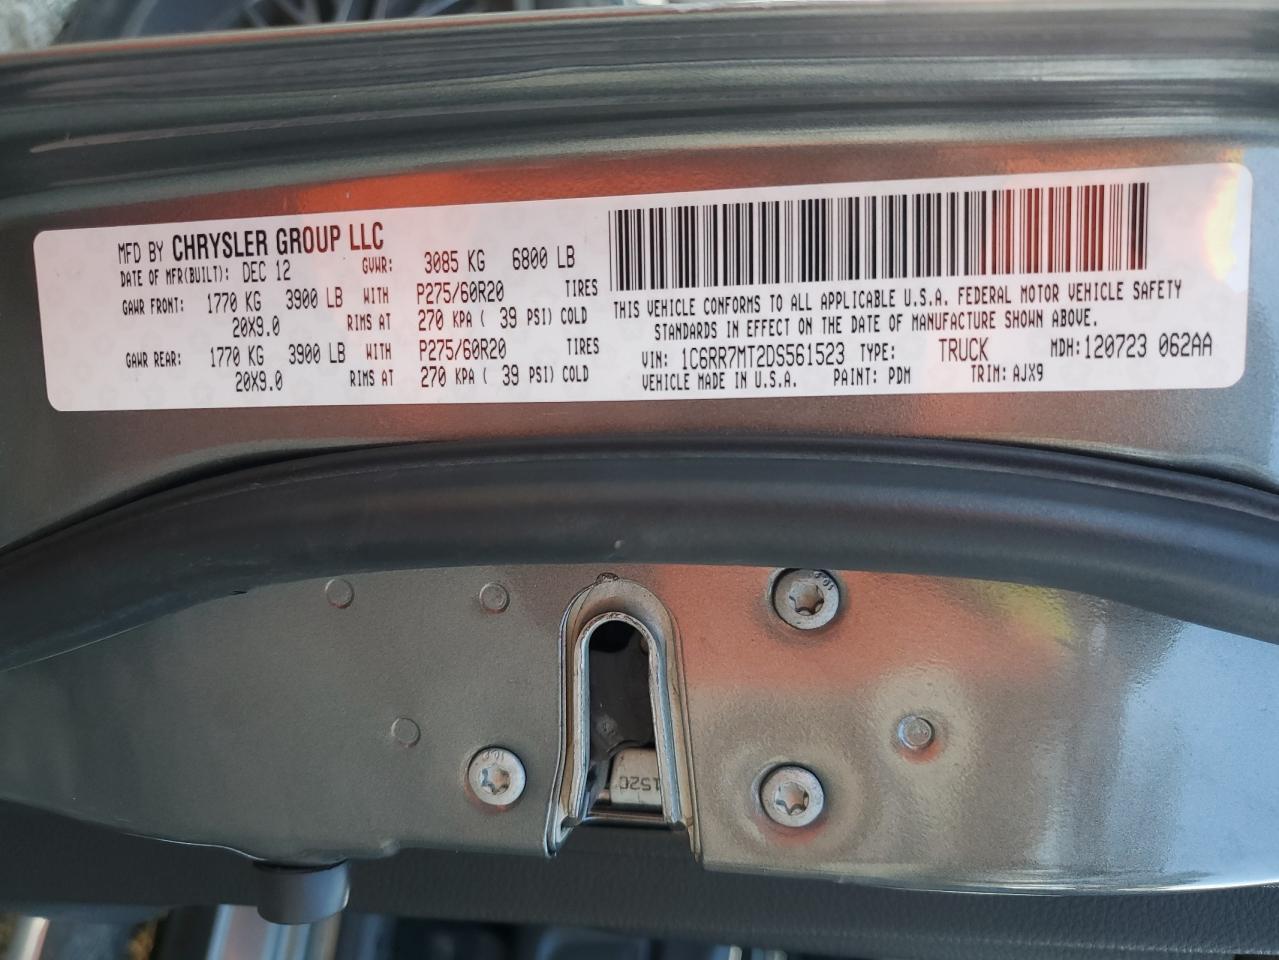 MFD BY CHRYSLER GROUP LLC
DATE OF MFR(BUILT): DEC 12 GVWR: 3085 KG 6800 LB
GAWR FRONT: 1770 KG 3900 LB WITH P275/60R20 TIRES
20X9.0 RIMS AT 270 KPA ( 39 PSI) COLD
GAWR REAR: 1770 KG 3900 LB WITH P275/60R20 TIRES
20X9.0 RIMS AT 270 KPA ( 39 PSI) COLD
THIS VEHICLE CONFORMS TO ALL APPLICABLE U.S.A. FEDERAL MOTOR VEHICLE SAFETY
STANDARDS IN EFFECT ON THE DATE OF MANUFACTURE SHOWN ABOVE.
VIN: 1C6RR7MT2DS561523 TYPE: TRUCK MDH: 120723 062AA
VEHICLE MADE IN U.S.A. PAINT: PDM TRIM: AJX9